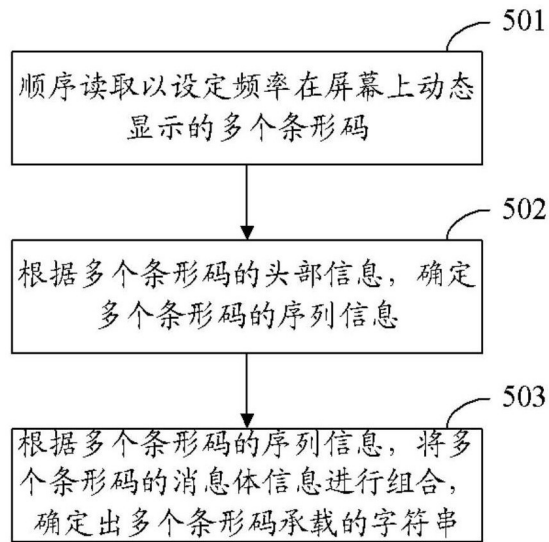 501
顺序读取以设定频率在屏幕上动态
显示的多个条形码
502
根据多个条形码的头部信息，确定
多个条形码的序列信息
503
根据多个条形码的序列信息，将多
个条形码的消息体信息进行组合，
确定出多个条形码承载的字符串